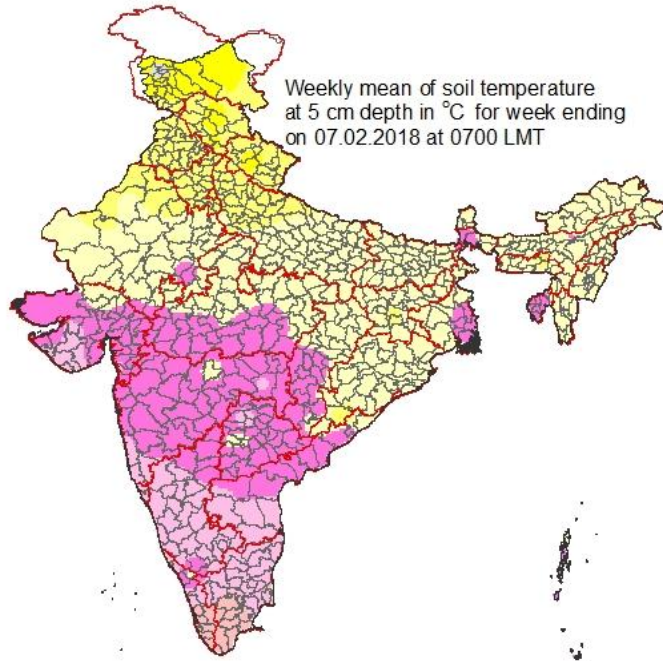 Weekly mean of soil temperature
at 5 cm depth in °C for week ending
on 07.02.2018 at 0700 LMT